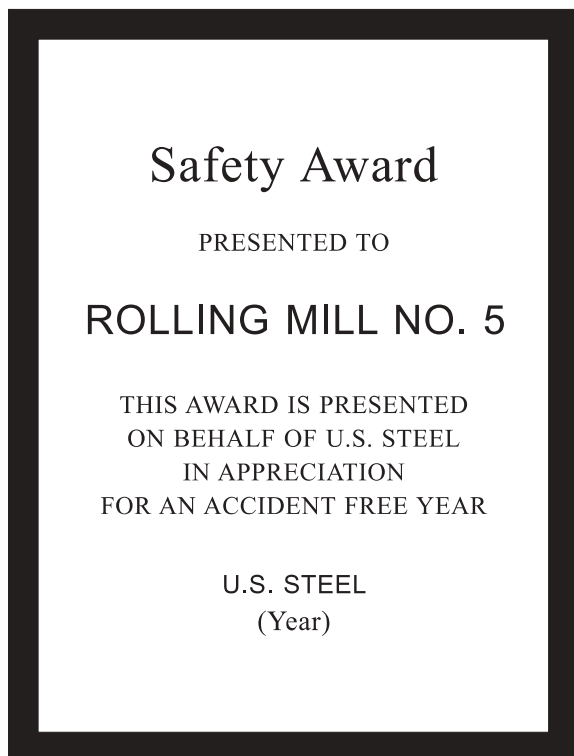 Safety Award
PRESENTED TO
ROLLING MILL NO. 5
THIS AWARD IS PRESENTED
ON BEHALF OF U.S. STEEL
IN APPRECIATION
FOR AN ACCIDENT FREE YEAR
U.S. STEEL
(Year)